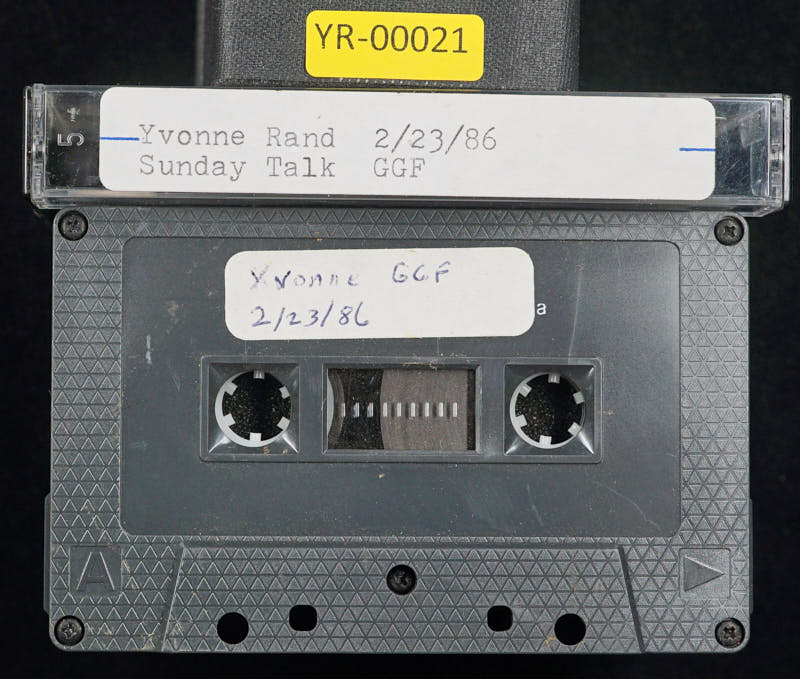 YR-00021
Yvonne Rand 2/23/86
Sunday Talk GGF
5
Yvonne GGF
2/23/86
a
A